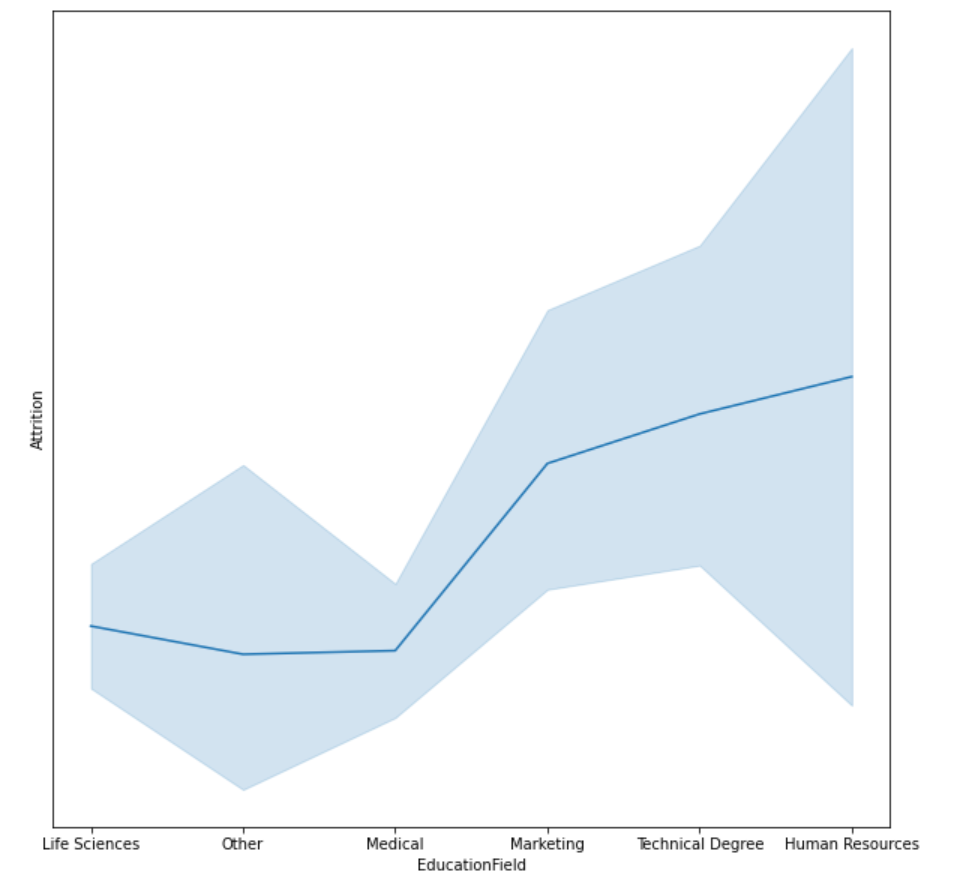 Attrition
Life Sciences Other Medical Marketing Technical Degree Human Resources
EducationField